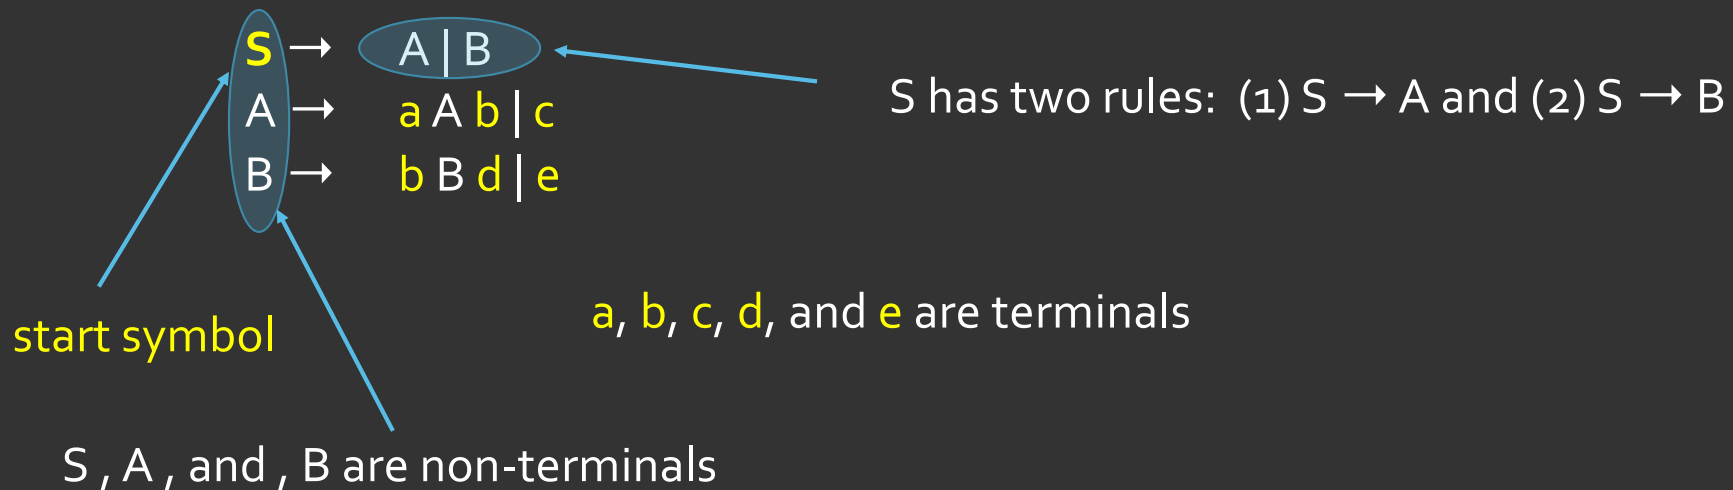 S → A | B
A → a A b | c
B → b B d | e
S has two rules: (1) S → A and (2) S → B
start symbol
a, b, c, d, and e are terminals
S , A , and , B are non-terminals